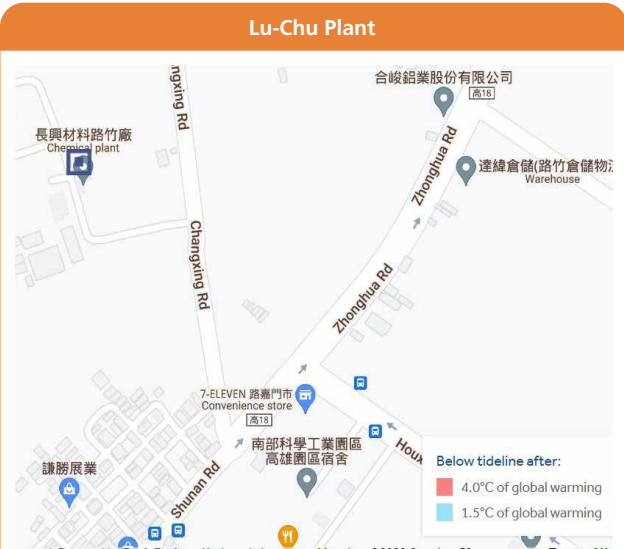 Lu-Chu Plant
ngxing Rd
合峻鋁業股份有限公司
高18
長興材料路竹廠
Chemical plant
Zhonghua Rd
達緯倉儲(路竹倉儲物
Warehouse
Changxing Rd
Zhonghua Rd
7-ELEVEN 路嘉門市
Convenience store
高18
南部科學工業園區
高雄園區宿舍
Houx
謙勝展業
Shunan Rd
Below tideline after:
4.0°C of global warming
1.5°C of global warming